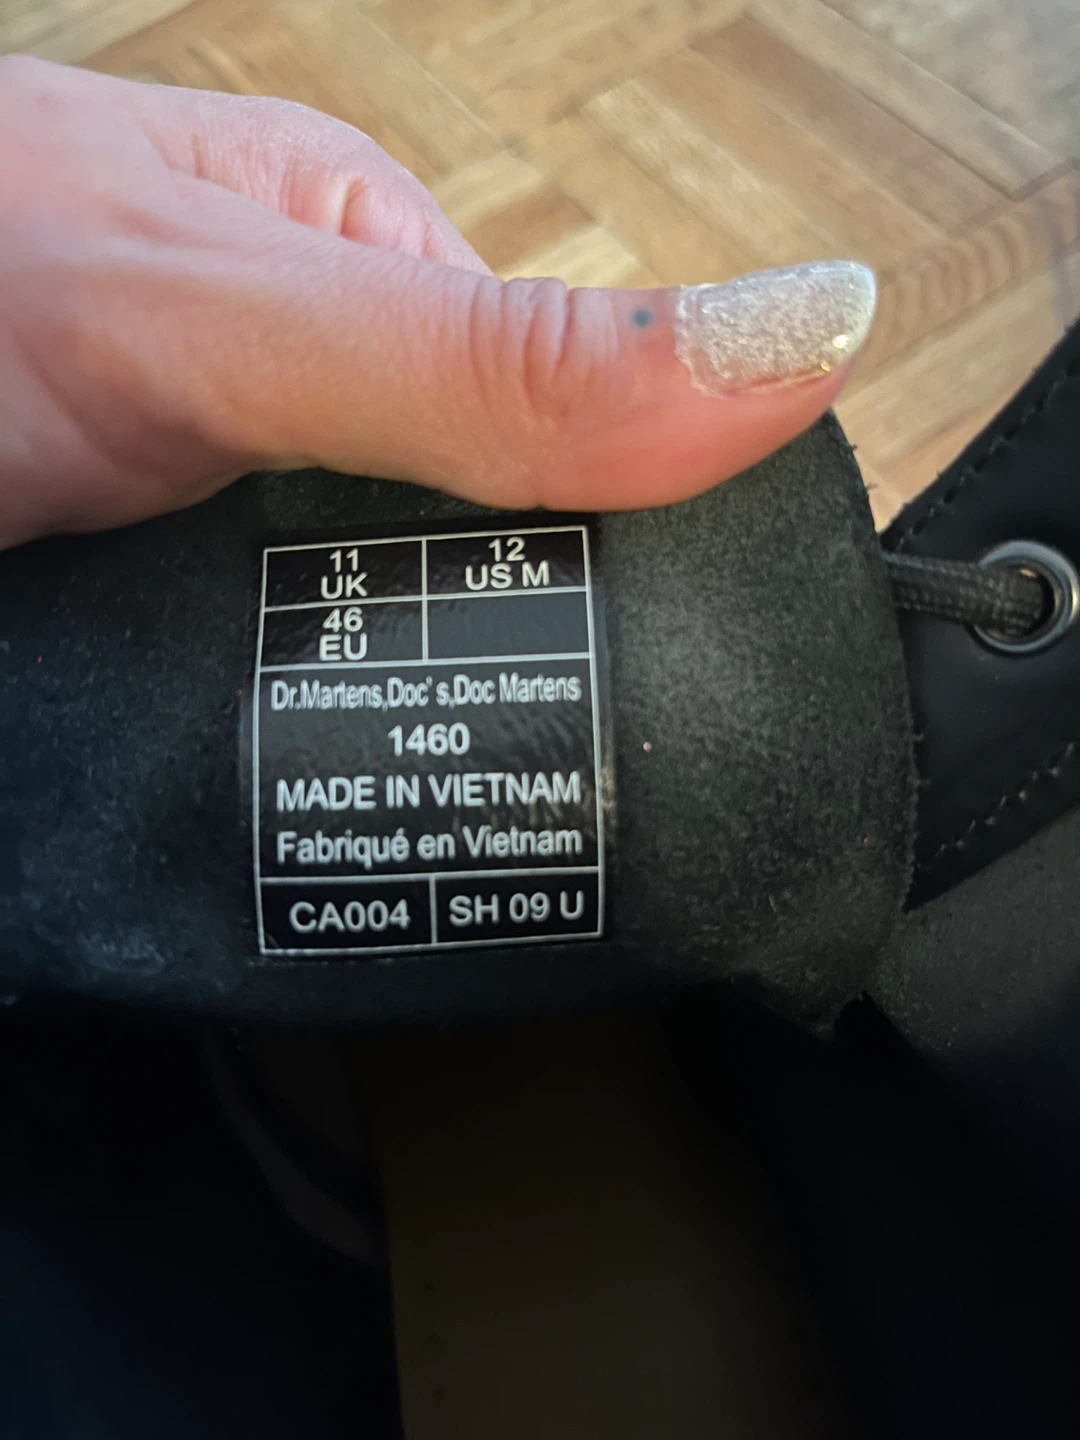 11
UK
12
US M
46
EU
Dr.Martens,Doc' s,Doc Martens
1460
MADE IN VIETNAM
Fabriqué en Vietnam
CA004
SH 09 U